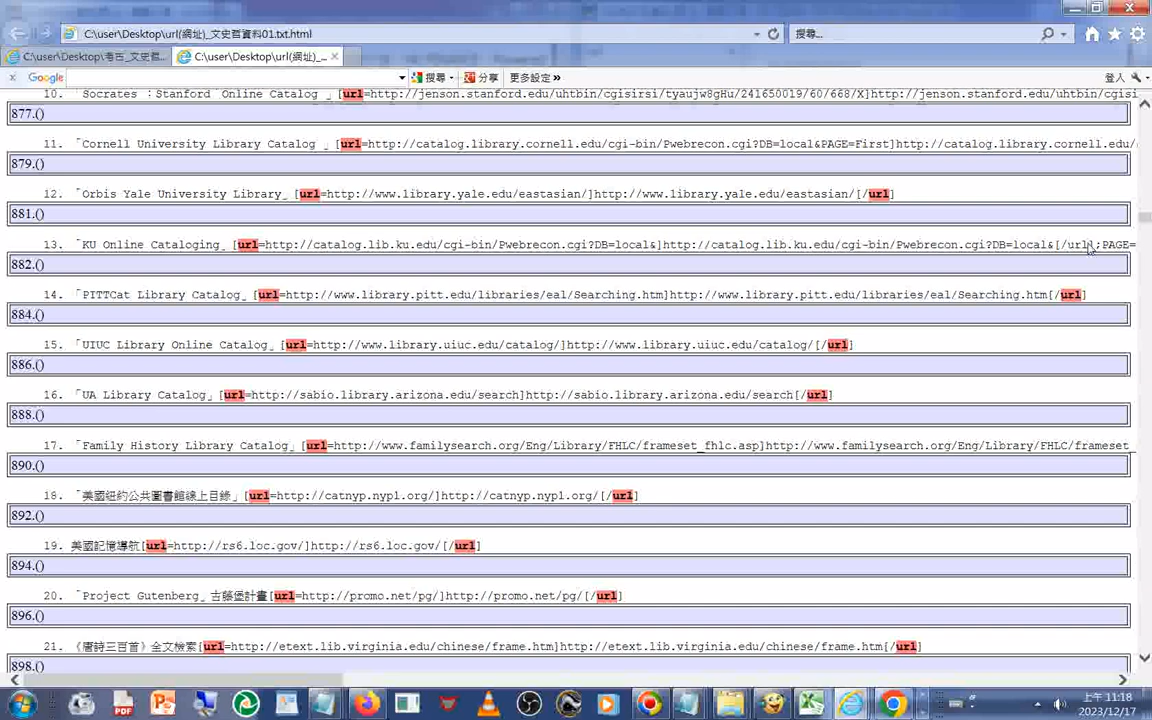 C:\user\Desktop\url(網址)_文史哲資料01.txt.html
搜尋...
C:\user\Desktop\考古_文史哲...
C:\user\Desktop\url(網址)_...
Google
搜尋
分享
更多設定 »
登入
10. 「Socrates :Stanford Online Catalog 」[url=http://jenson.stanford.edu/uhtbin/cgisirsi/tyaujw8gHu/241650019/60/668/X]http://jenson.stanford.edu/uhtbin/cgisi
877.()
11. 「Cornell University Library Catalog 」[url=http://catalog.library.cornell.edu/cgi-bin/Pwebrecon.cgi?DB=local&PAGE=First]http://catalog.library.cornell.edu/
879.()
12. 「Orbis Yale University Library」[url=http://www.library.yale.edu/eastasian/]http://www.library.yale.edu/eastasian/[/url]
881.()
13. 「KU Online Cataloging 」[url=http://catalog.lib.ku.edu/cgi-bin/Pwebrecon.cgi?DB=local&]http://catalog.lib.ku.edu/cgi-bin/Pwebrecon.cgi?DB=local&[/url];PAGE=
882.()
14. 「PITTCat Library Catalog」[url=http://www.library.pitt.edu/libraries/eal/Searching.htm]http://www.library.pitt.edu/libraries/eal/Searching.htm[/url]
884.()
15. 「UIUC Library Online Catalog」[url=http://www.library.uiuc.edu/catalog/]http://www.library.uiuc.edu/catalog/[/url]
886.()
16. 「UA Library Catalog」[url=http://sabio.library.arizona.edu/search]http://sabio.library.arizona.edu/search[/url]
888.()
17. 「Family History Library Catalog」[url=http://www.familysearch.org/Eng/Library/FHLC/frameset_fhlc.asp]http://www.familysearch.org/Eng/Library/FHLC/frameset_
890.()
18. 「美國紐約公共圖書館線上目錄」[url=http://catnyp.nypl.org/]http://catnyp.nypl.org/[/url]
892.()
19. 美國記憶導航[url=http://rs6.loc.gov/]http://rs6.loc.gov/[/url]
894.()
20. 「Project Gutenberg」古藤堡計畫[url=http://promo.net/pg/]http://promo.net/pg/[/url]
896.()
21. 《唐詩三百首》全文檢索[url=http://etext.lib.virginia.edu/chinese/frame.htm]http://etext.lib.virginia.edu/chinese/frame.htm[/url]
898.()
上午 11:18
2023/12/17